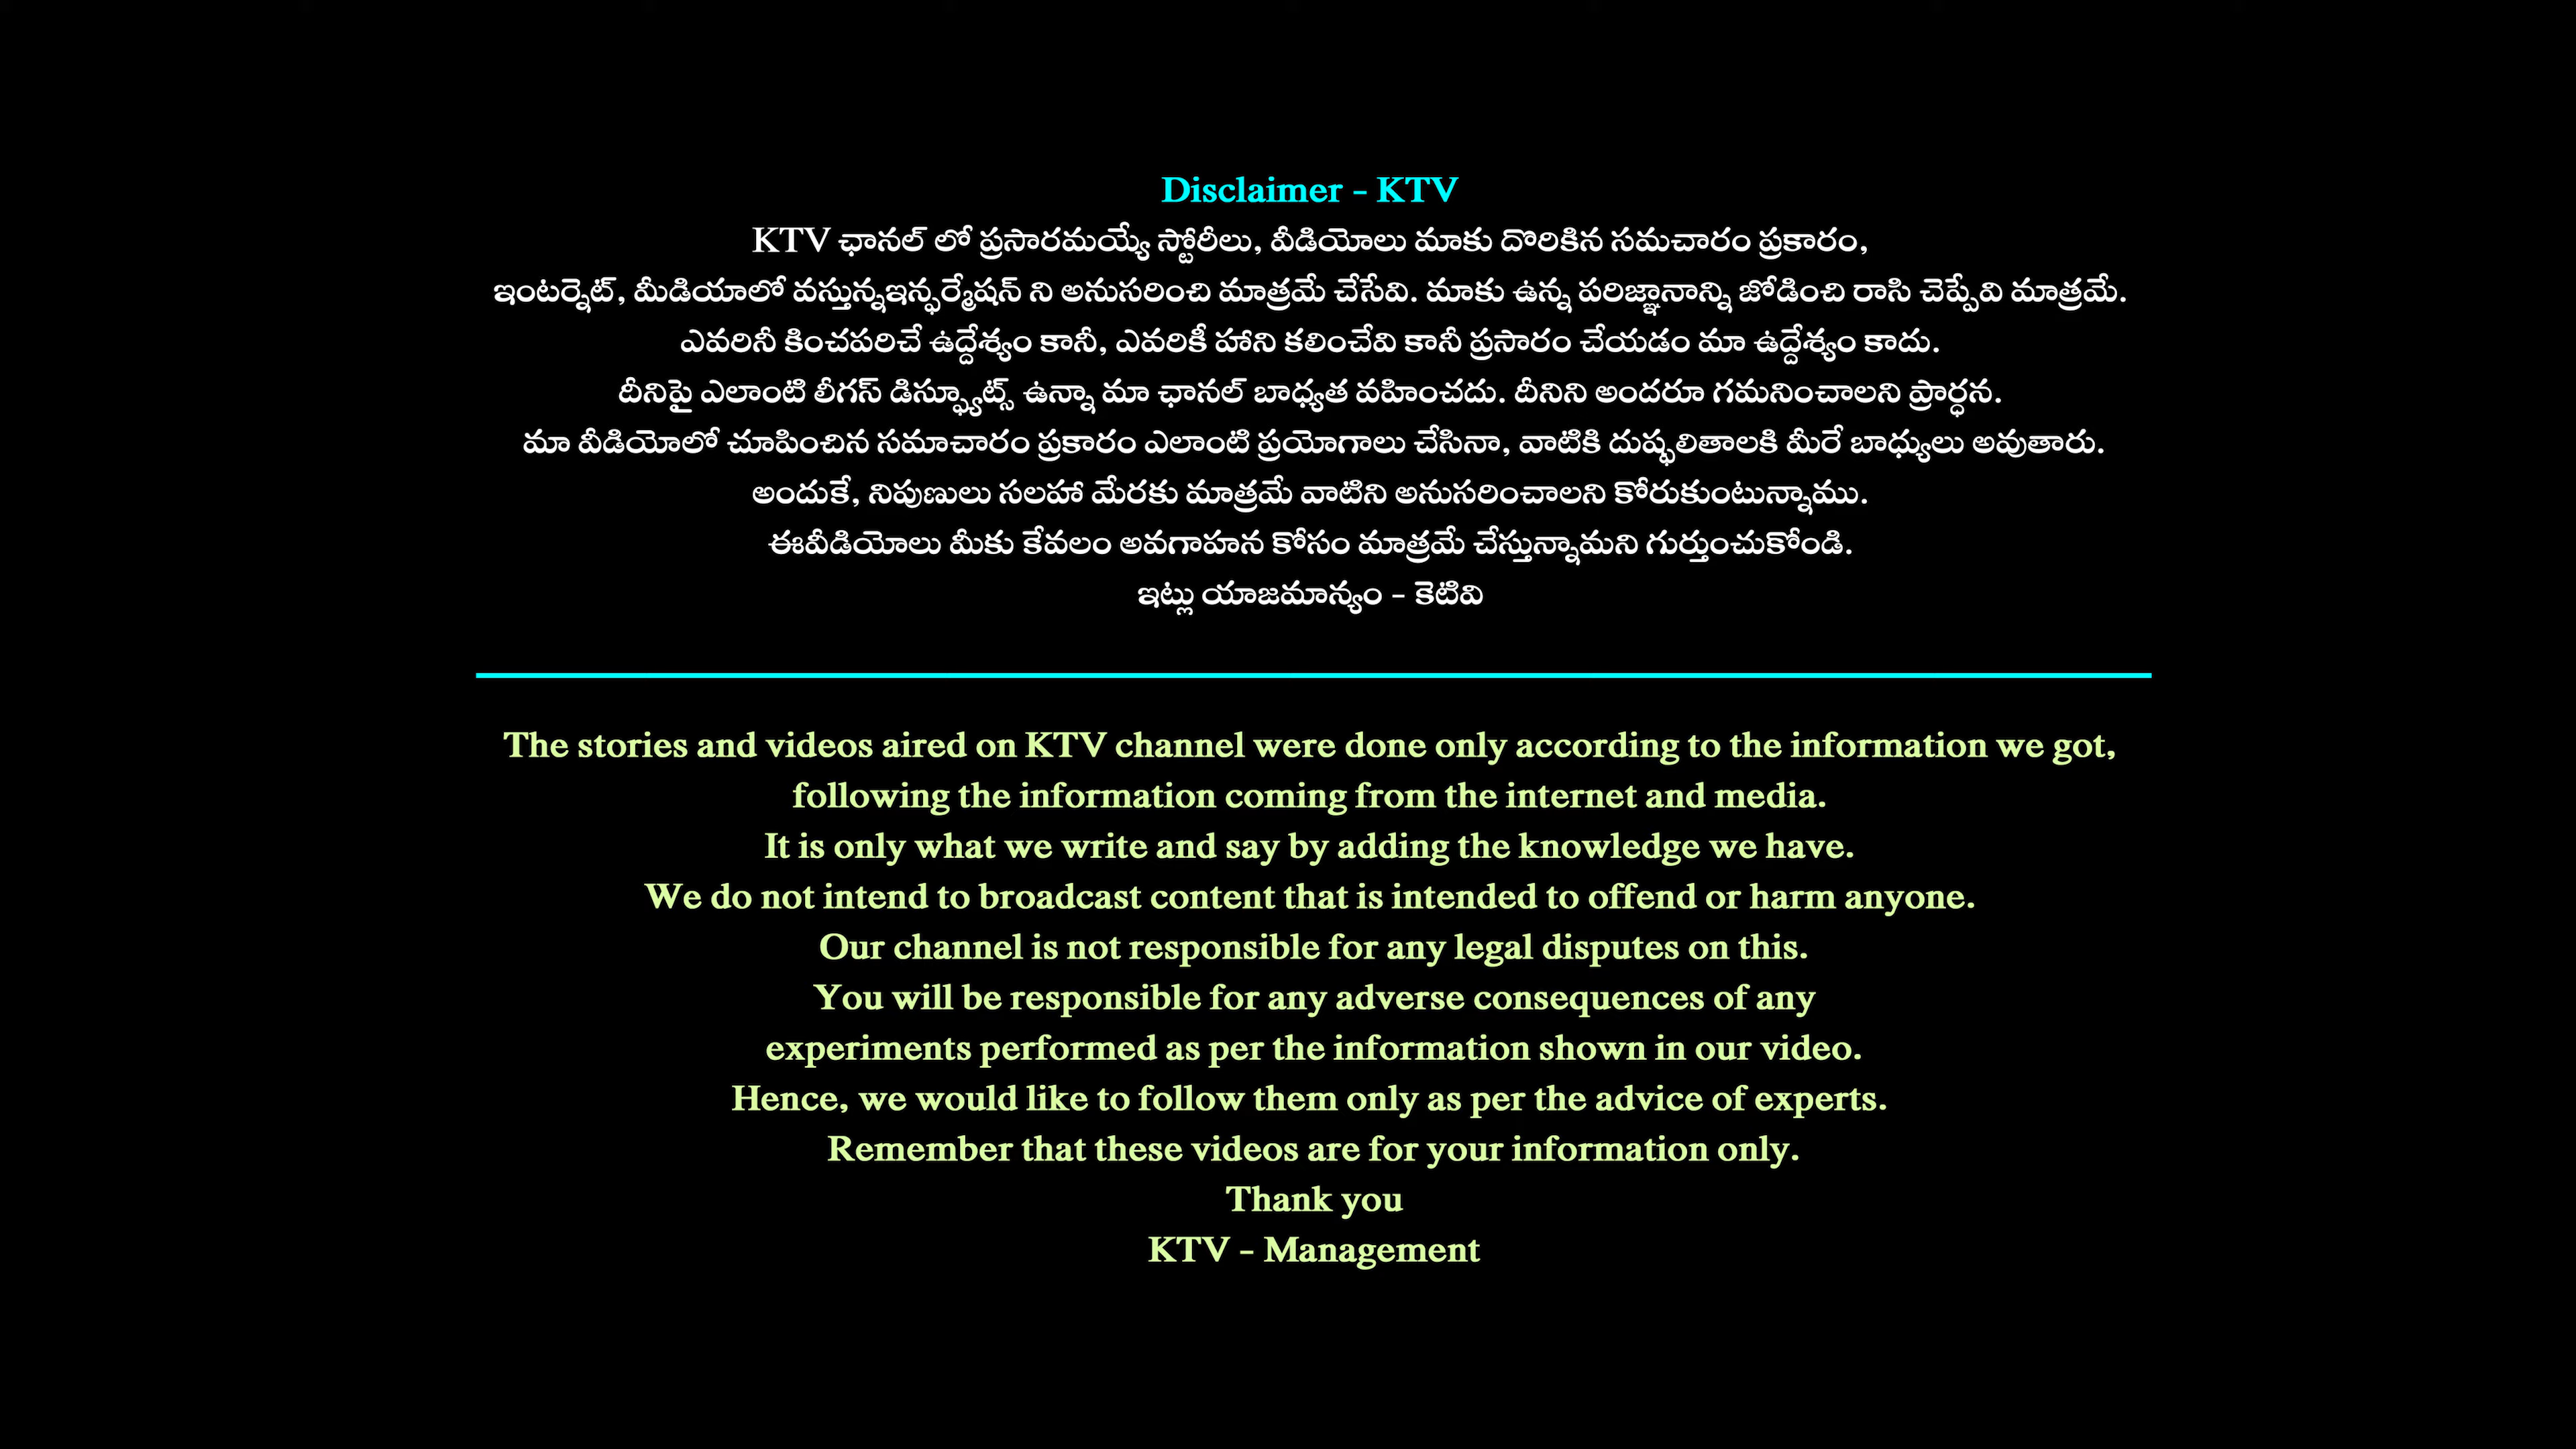 Disclaimer - KTV
KTV ఛానల్ లో ప్రసారమయ్యే స్టోరీలు, వీడియోలు మాకు దొరికిన సమచారం ప్రకారం,
ఇంటర్నెట్, మీడియాలో వస్తున్నఇన్ఫర్మేషన్ ని అనుసరించి మాత్రమే చేసేవి. మాకు ఉన్న పరిజ్ఞానాన్ని జోడించి రాసి చెప్పేవి మాత్రమే.
ఎవరినీ కించపరిచే ఉద్దేశ్యం కానీ, ఎవరికీ హాని కలించేవి కానీ ప్రసారం చేయడం మా ఉద్దేశ్యం కాదు.
దీనిపై ఎలాంటి లీగస్ డిస్ఫ్యూట్స్ ఉన్నా మా ఛానల్ బాధ్యత వహించదు. దీనిని అందరూ గమనించాలని ప్రార్ధన.
మా వీడియోలో చూపించిన సమాచారం ప్రకారం ఎలాంటి ప్రయోగాలు చేసినా, వాటికి దుష్ఫలితాలకి మీరే బాధ్యులు అవుతారు.
అందుకే, నిపుణులు సలహా మేరకు మాత్రమే వాటిని అనుసరించాలని కోరుకుంటున్నాము.
ఈవీడియోలు మీకు కేవలం అవగాహన కోసం మాత్రమే చేస్తున్నామని గుర్తుంచుకోండి.
ఇట్లు యాజమాన్యం - కెటివి
The stories and videos aired on KTV channel were done only according to the information we got,
following the information coming from the internet and media.
It is only what we write and say by adding the knowledge we have.
We do not intend to broadcast content that is intended to offend or harm anyone.
Our channel is not responsible for any legal disputes on this.
You will be responsible for any adverse consequences of any
experiments performed as per the information shown in our video.
Hence, we would like to follow them only as per the advice of experts.
Remember that these videos are for your information only.
Thank you
KTV - Management